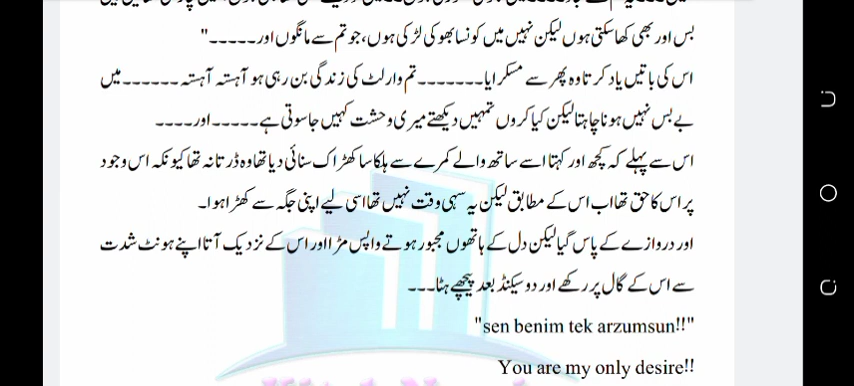 بس اور بھی کھا سکتی ہوں لیکن نہیں میں کونسا بھوکی لڑکی ہوں، جو تم سے مانگوں اور۔۔۔۔۔"
اس کی باتیں یاد کرتا وہ پھر سے مسکرایا۔۔۔۔۔۔۔تم وارلٹ کی زندگی بن رہی ہو آہستہ آہستہ۔۔۔۔۔۔میں
بے بس نہیں ہونا چاہتا لیکن کیا کروں تمہیں دیکھتے میری وحشت کہیں جا سوتی ہے۔۔۔۔۔اور۔۔۔۔
اس سے پہلے کہ کچھ اور کہتا اسے ساتھ والے کمرے سے ہلکا سا کھڑاک سنائی دیا تھا وہ ڈرتا نہ تھا کیونکہ اس وجود
پر اس کا حق تھا اب اس کے مطابق لیکن یہ سہی وقت نہیں تھا اسی لیے اپنی جگہ سے کھڑا ہوا۔
اور دروازے کے پاس گیا لیکن دل کے ہاتھوں مجبور ہوتے واپس مڑا اور اس کے نزدیک آتا اپنے ہونٹ شدت
سے اس کے گال پر رکھے اور دو سیکنڈ بعد پیچھے ہٹا۔۔۔
"sen benim tek arzumsun!!"
You are my only desire!!